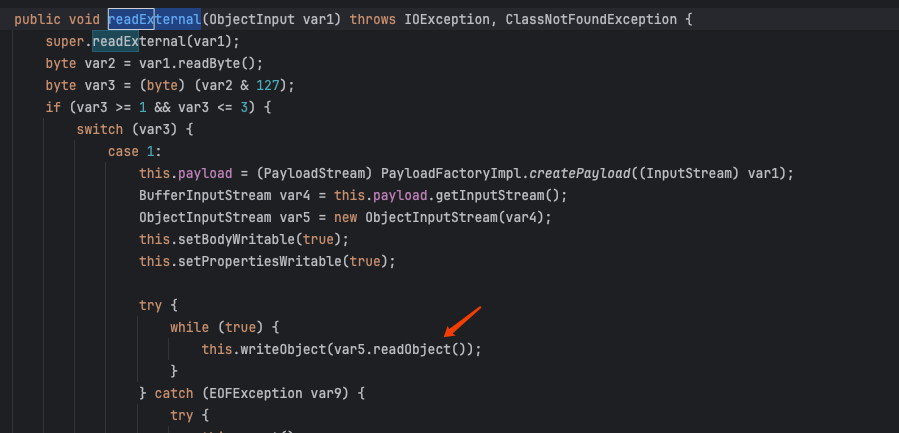 public void readExternal(ObjectInput var1) throws IOException, ClassNotFoundException {
super.readExternal(var1);
byte var2 = var1.readByte();
byte var3 = (byte) (var2 & 127);
if (var3 >= 1 && var3 <= 3) {
switch (var3) {
case 1:
this.payload = (PayloadStream) PayloadFactoryImpl.createPayload((InputStream) var1);
BufferInputStream var4 = this.payload.getInputStream();
ObjectInputStream var5 = new ObjectInputStream(var4);
this.setBodyWritable(true);
this.setPropertiesWritable(true);
try {
while (true) {
this.writeObject(var5.readObject());
}
} catch (EOFException var9) {
try {